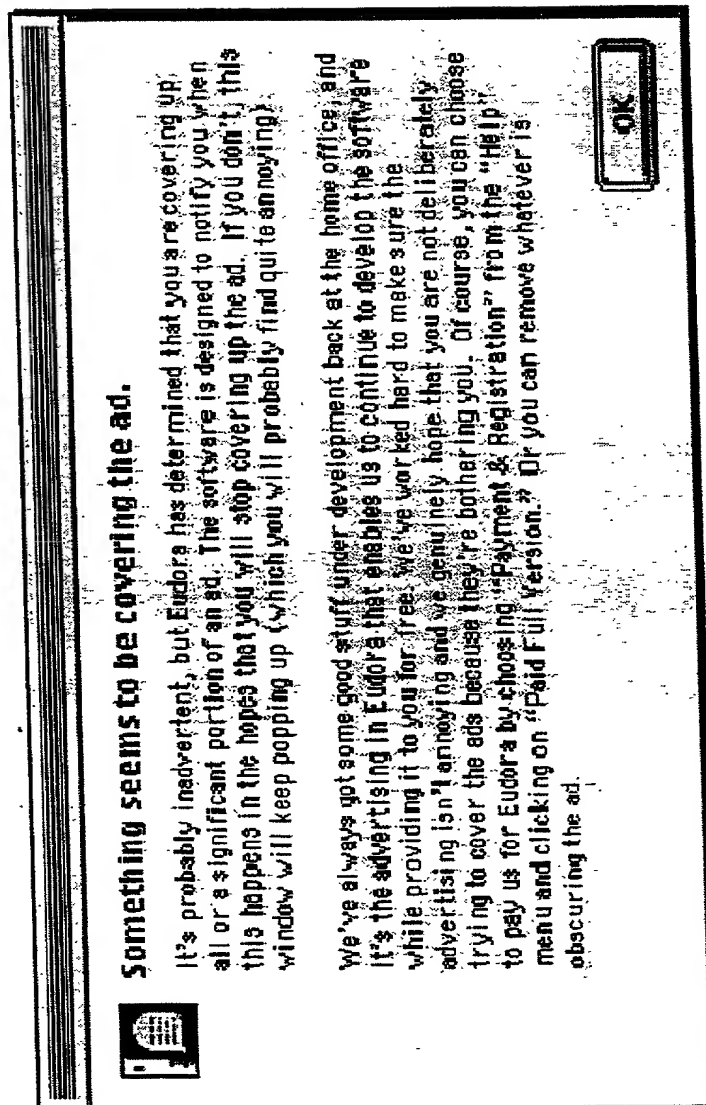 Something seems to be covering the ad.
It's probably inadvertent, but Eudora has determined that you are covering up
all or a significant portion of an ad. The software is designed to notify you when
this happens in the hopes that you will stop covering up the ad. If you don't, this
window will keep popping up (which you will probably find quite annoying).
We've always got some good stuff under development back at the home office, and
it's the advertising in Eudora that enables us to continue to develop the software
while providing it to you for free. We've worked hard to make sure the
advertising isn't annoying and we genuinely hope that you are not deliberately
trying to cover the ads because they're bothering you. Of course, you can choose
to pay us for Eudora by choosing "Payment & Registration" from the "Help"
menu and clicking on "Paid Full Version." Or you can remove whatever is
obscuring the ad.
OK